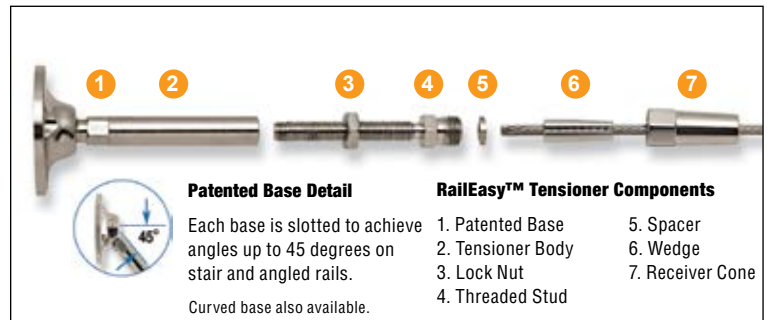 1 2 3 4 5 6 7
Patented Base Detail
Each base is slotted to achieve
angles up to 45 degrees on
stair and angled rails.
Curved base also available.
45°
RailEasy™ Tensioner Components
1. Patented Base
2. Tensioner Body
3. Lock Nut
4. Threaded Stud
5. Spacer
6. Wedge
7. Receiver Cone